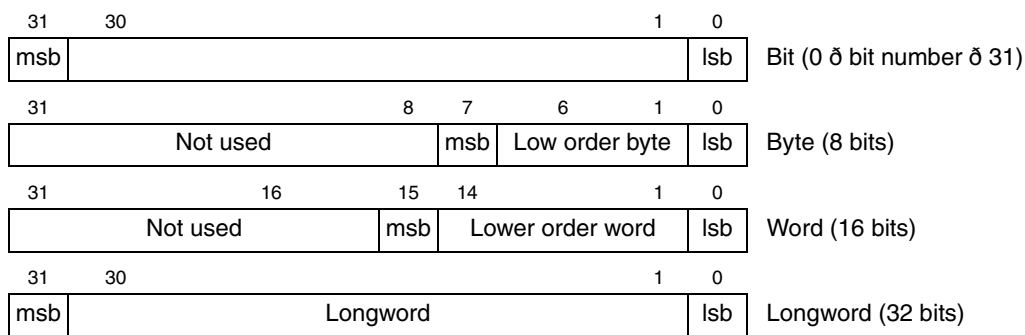 31 30 1 0
msb lsb Bit (0 ð bit number ð 31)
31 8 7 6 1 0
Not used msb Low order byte lsb Byte (8 bits)
31 16 15 14 1 0
Not used msb Lower order word lsb Word (16 bits)
31 30 1 0
msb Longword lsb Longword (32 bits)